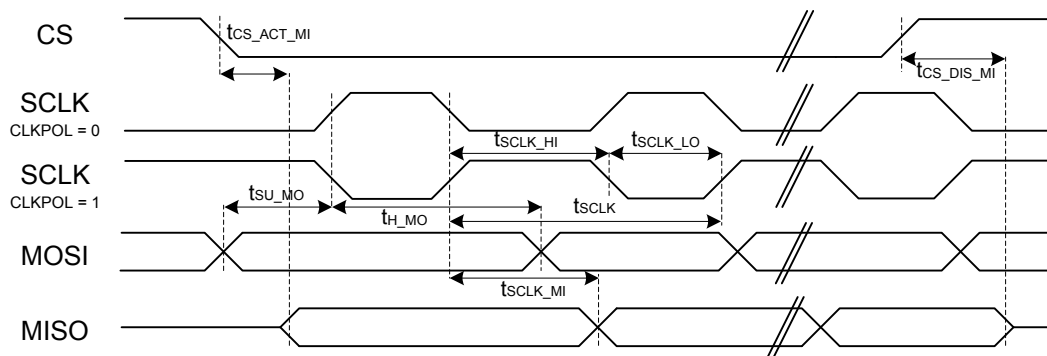 CS
tCS_ACT_MI
tCS_DIS_MI
SCLK
CLKPOL = 0
tSCLK_HI
tSCLK_LO
SCLK
CLKPOL = 1
tSU_MO
tH_MO
tSCLK
MOSI
tSCLK_MI
MISO